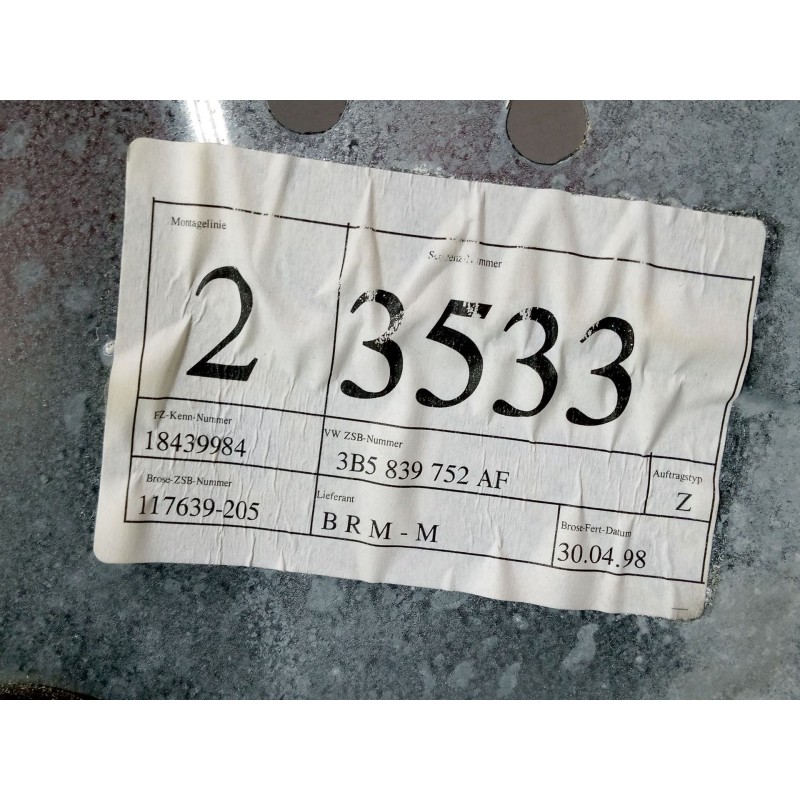 Montagelinie
2
3533
FZ-Kenn-Nummer
18439984
VW ZSB-Nummer
3B5 839 752 AF
Auftragstyp
Z
Brose-ZSB-Nummer
117639-205
Lieferant
BRM-M
Brose-Fert-Datum
30.04.98